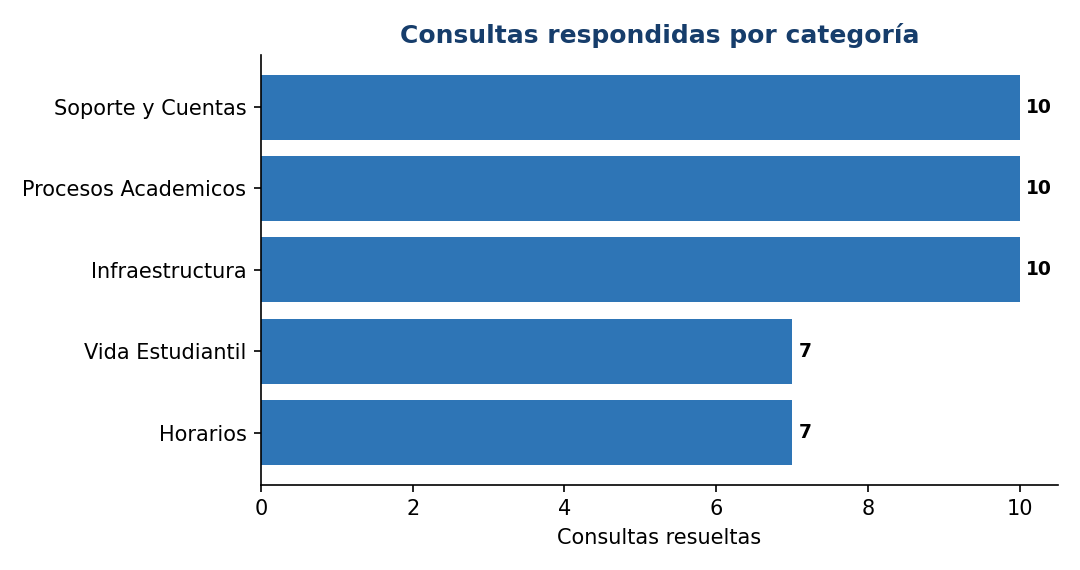 Consultas respondidas por categoría
Soporte y Cuentas 10
Procesos Academicos 10
Infraestructura 10
Vida Estudiantil 7
Horarios 7
0 2 4 6 8 10
Consultas resueltas